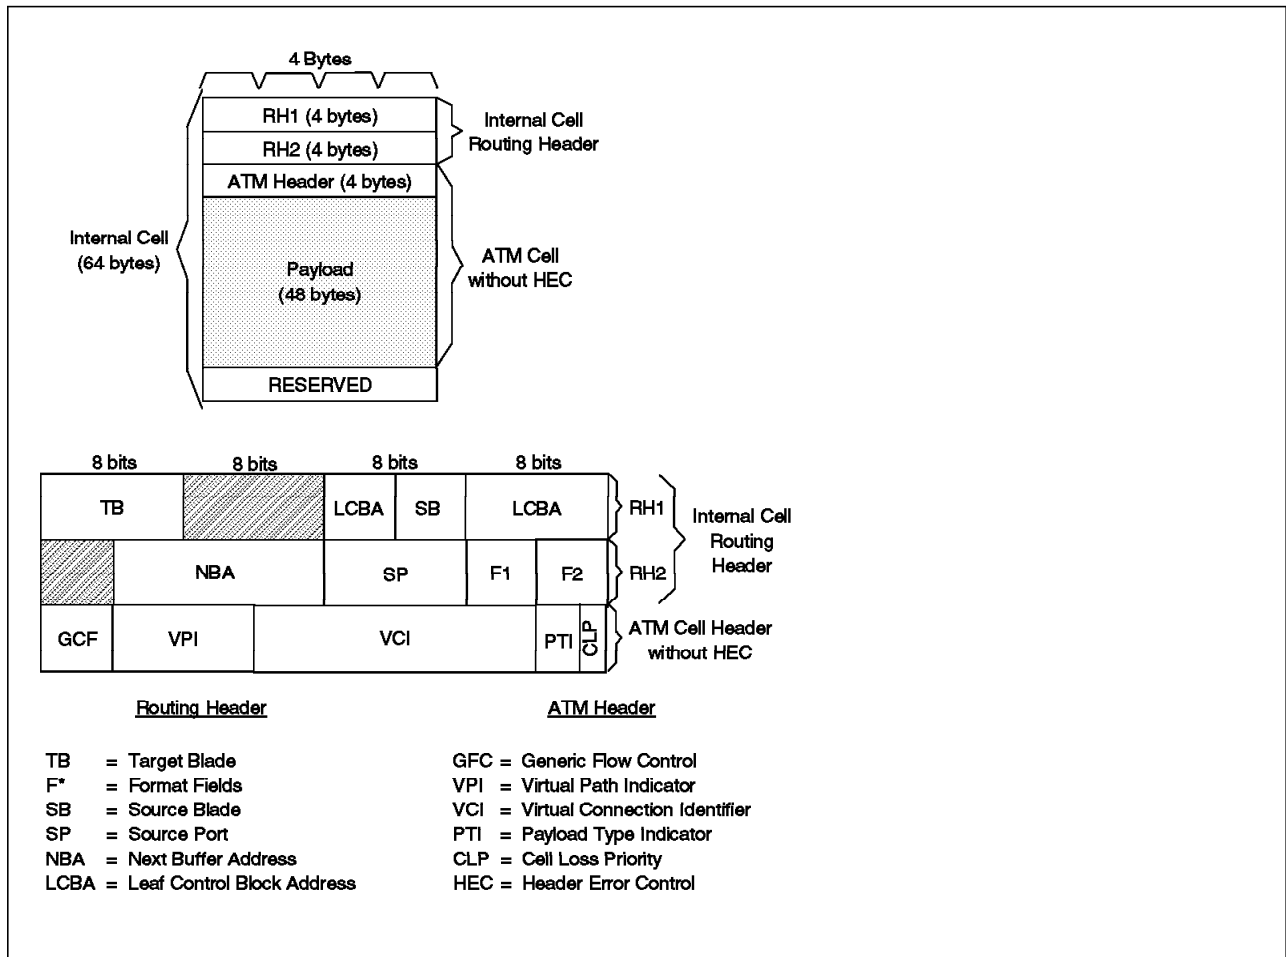 4 Bytes
RH1 (4 bytes)
RH2 (4 bytes)
Internal Cell
Routing Header
ATM Header (4 bytes)
Internal Cell
(64 bytes)
Payload
(48 bytes)
ATM Cell
without HEC
RESERVED
8 bits 8 bits 8 bits 8 bits
TB LCBA SB LCBA RH1
Internal Cell
Routing
Header
NBA SP F1 F2 RH2
GCF VPI VCI PTI CLP
ATM Cell Header
without HEC
Routing Header ATM Header
TB = Target Blade GFC = Generic Flow Control
F* = Format Fields VPI = Virtual Path Indicator
SB = Source Blade VCI = Virtual Connection Identifier
SP = Source Port PTI = Payload Type Indicator
NBA = Next Buffer Address CLP = Cell Loss Priority
LCBA = Leaf Control Block Address HEC = Header Error Control